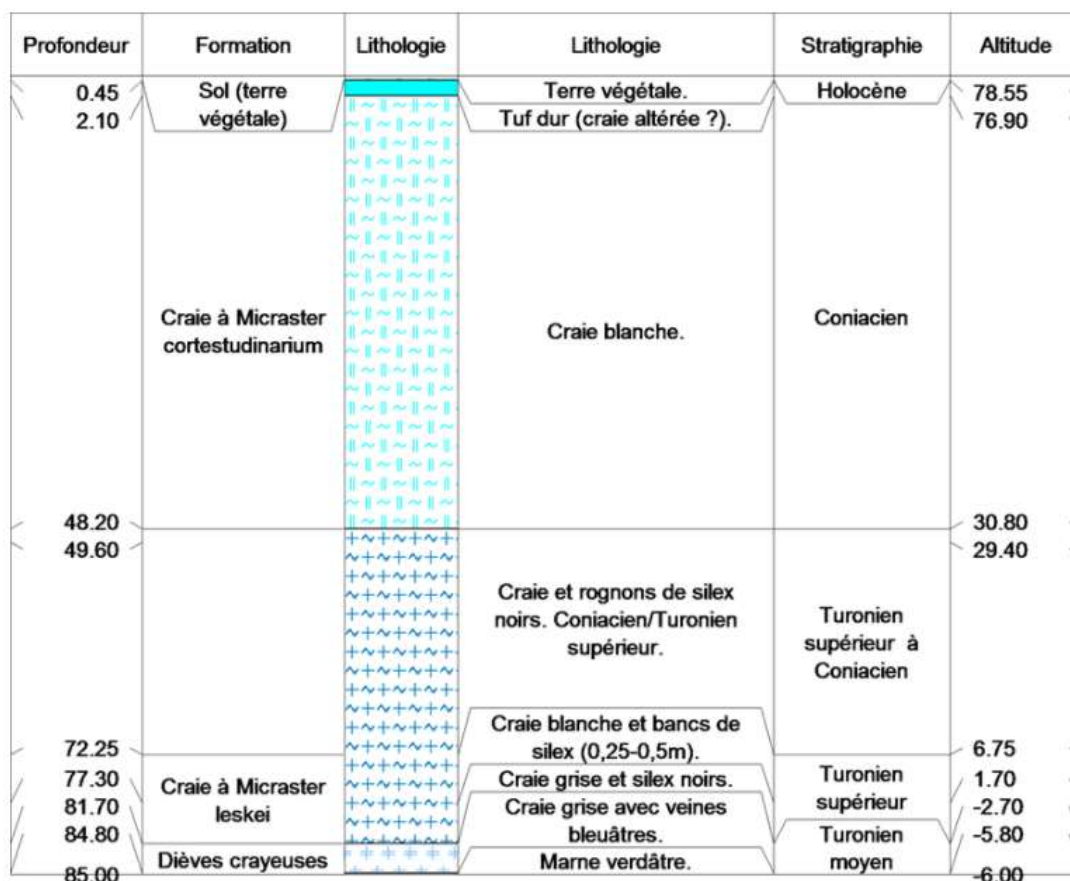 Profondeur Formation Lithologie Lithologie Stratigraphie Altitude
0.45 Sol (terre Terre végétale. Holocène 78.55
2.10 végétale) Tuf dur (craie altérée ?). 76.90
Craie à Micraster
cortestudinarium
Craie blanche.
Coniacien
48.20 30.80
49.60 29.40
Craie et rognons de silex
noirs. Coniacien/Turonien
supérieur.
Turonien
supérieur à
Coniacien
Craie blanche et bancs de
72.25 silex (0,25-0,5m). 6.75
77.30 Craie à Micraster Craie grise et silex noirs. Turonien 1.70
81.70 leskei Craie grise avec veines supérieur -2.70
84.80 bleuâtres. Turonien -5.80
Dièves crayeuses Marne verdâtre. moyen
85.00 -6.00